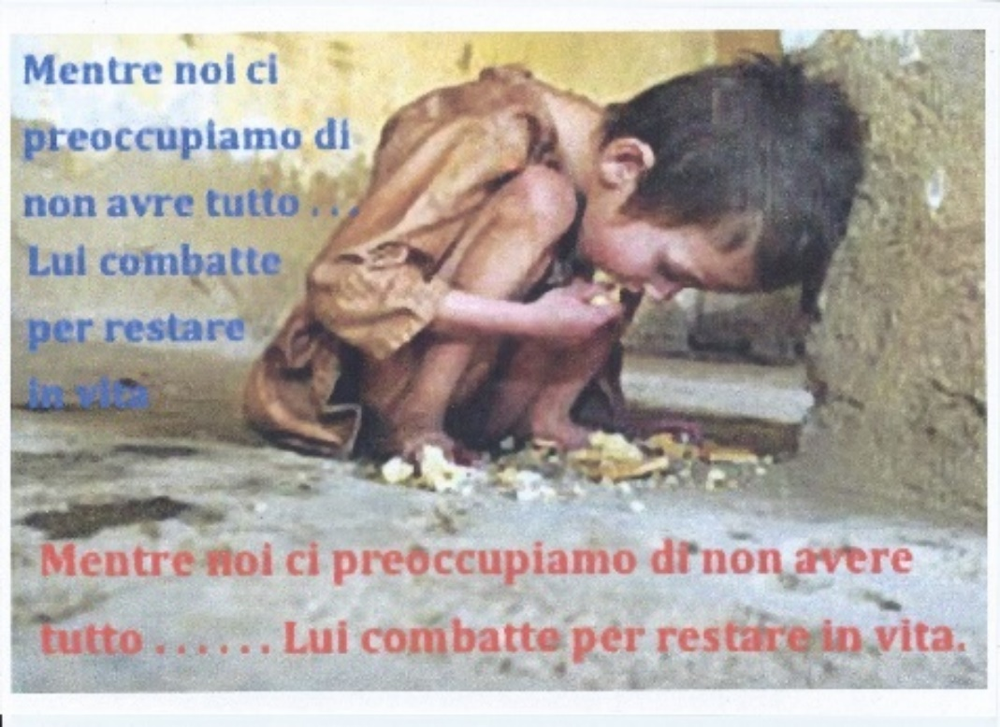 Mentre noi ci
preoccupiamo di
non avre tutto . . .
Lui combatte
per restare
in vita
Mentre noi ci preoccupiamo di non avere
tutto . . . . . . Lui combatte per restare in vita.